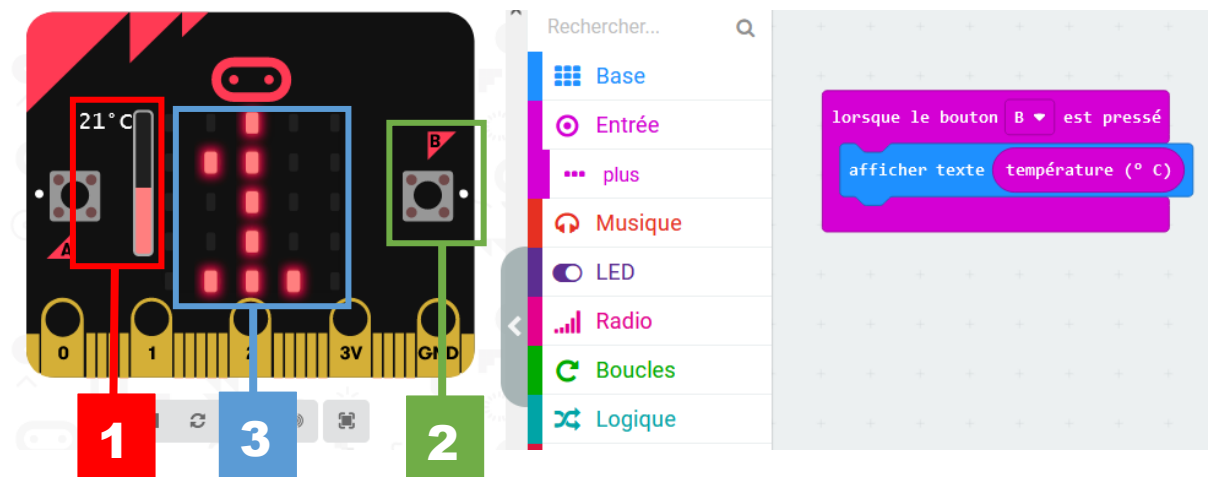 21°C
B
A
0
1
2
3V
GND
1
3
2
Rechercher...
Base
Entrée
plus
Musique
LED
Radio
Boucles
Logique
lorsque le bouton B est pressé
afficher texte température (° C)